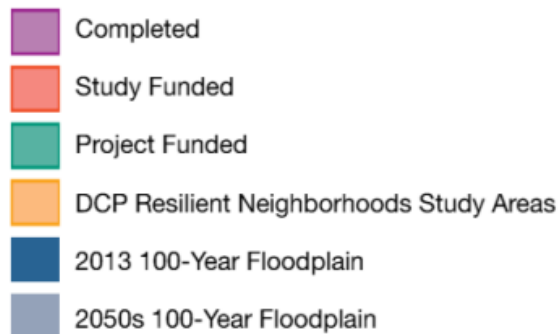 Completed
Study Funded
Project Funded
DCP Resilient Neighborhoods Study Areas
2013 100-Year Floodplain
2050s 100-Year Floodplain